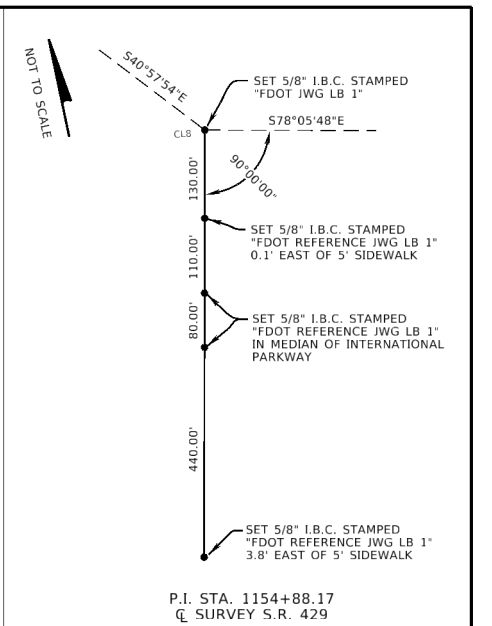 NOT TO SCALE
S40°57'54"E
SET 5/8" I.B.C. STAMPED
"FDOT JWG LB 1"
CL8
S78°05'48"E
90°00'00"
130.00'
SET 5/8" I.B.C. STAMPED
"FDOT REFERENCE JWG LB 1"
0.1' EAST OF 5' SIDEWALK
110.00'
80.00'
SET 5/8" I.B.C. STAMPED
"FDOT REFERENCE JWG LB 1"
IN MEDIAN OF INTERNATIONAL
PARKWAY
440.00'
SET 5/8" I.B.C. STAMPED
"FDOT REFERENCE JWG LB 1"
3.8' EAST OF 5' SIDEWALK
P.I. STA. 1154+88.17
℄ SURVEY S.R. 429